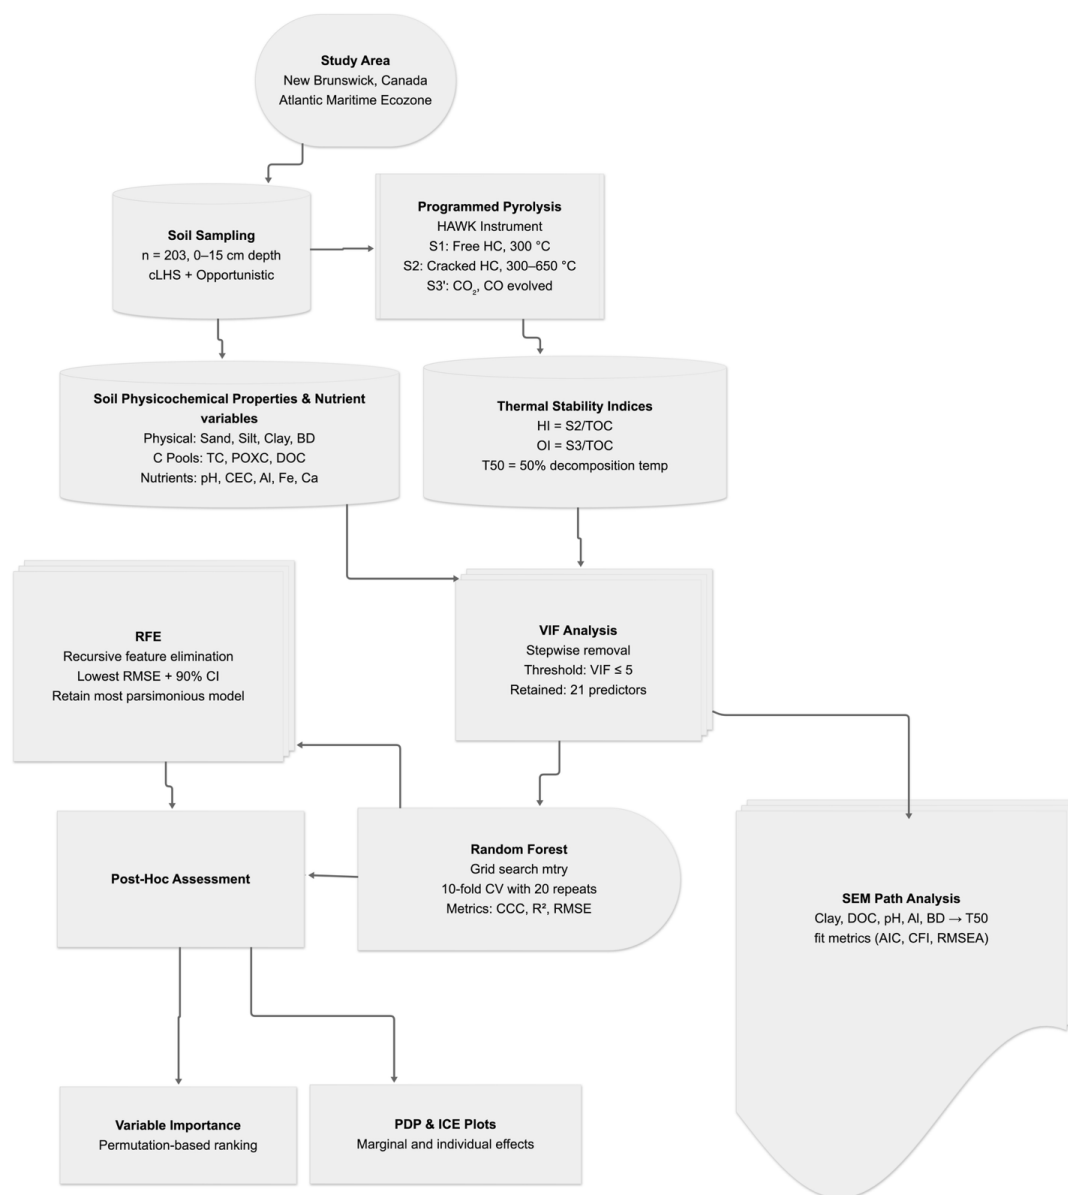 Study Area
New Brunswick, Canada
Atlantic Maritime Ecozone
Soil Sampling
n = 203, 0–15 cm depth
cLHS + Opportunistic
Programmed Pyrolysis
HAWK Instrument
S1: Free HC, 300 °C
S2: Cracked HC, 300–650 °C
S3': CO₂, CO evolved
Soil Physicochemical Properties & Nutrient
variables
Physical: Sand, Silt, Clay, BD
C Pools: TC, POXC, DOC
Nutrients: pH, CEC, Al, Fe, Ca
Thermal Stability Indices
HI = S2/TOC
OI = S3/TOC
T50 = 50% decomposition temp
RFE
Recursive feature elimination
Lowest RMSE + 90% CI
Retain most parsimonious model
VIF Analysis
Stepwise removal
Threshold: VIF ≤ 5
Retained: 21 predictors
Post-Hoc Assessment
Random Forest
Grid search mtry
10-fold CV with 20 repeats
Metrics: CCC, R², RMSE
SEM Path Analysis
Clay, DOC, pH, Al, BD → T50
fit metrics (AIC, CFI, RMSEA)
Variable Importance
Permutation-based ranking
PDP & ICE Plots
Marginal and individual effects